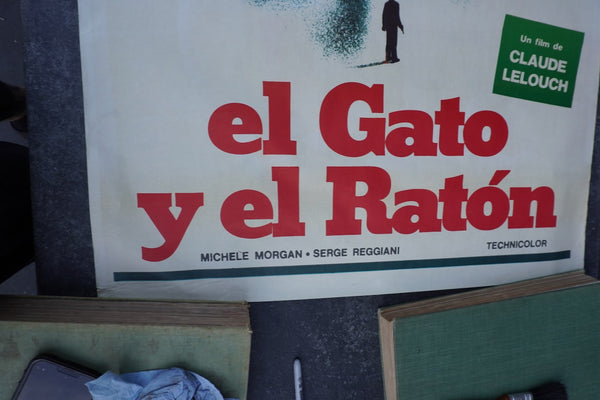 Un film de
CLAUDE
LELOUCH
el Gato
y el Ratón
MICHELE MORGAN • SERGE REGGIANI
TECHNICOLOR